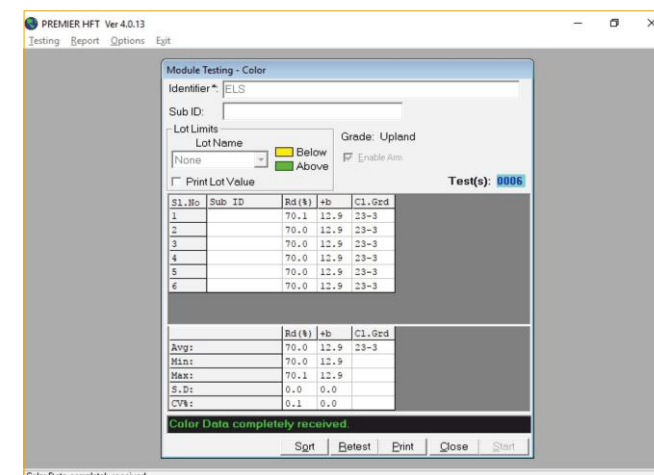 PREMIER HFT Ver 4.0.13
Testing Report Options Exit
Module Testing - Color
Identifier*: ELS
Sub ID:
Lot Limits
Lot Name
None
Below
Above
Print Lot Value
Grade: Upland
Enable Arm
Test(s): 0006
Sl.No Sub ID Rd(%) +b Cl.Grd
1 70.1 12.9 23-3
2 70.0 12.9 23-3
3 70.0 12.9 23-3
4 70.0 12.9 23-3
5 70.0 12.9 23-3
6 70.0 12.9 23-3
Rd(%) +b Cl.Grd
Avg: 70.0 12.9 23-3
Min: 70.0 12.9
Max: 70.1 12.9
S.D: 0.0 0.0
CV%: 0.1 0.0
Color Data completely received.
Sort Retest Print Close Start
Color Data completely received